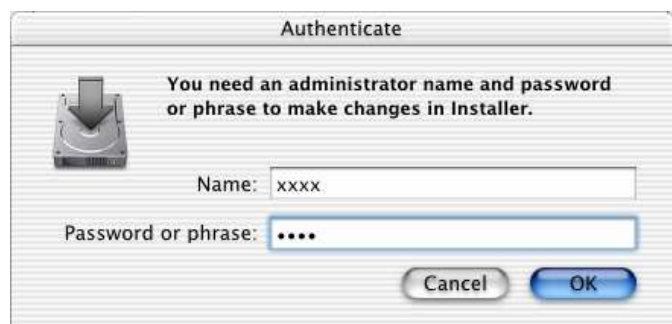 Authenticate
You need an administrator name and password
or phrase to make changes in Installer.
Name: xxxx
Password or phrase: ••••
Cancel OK